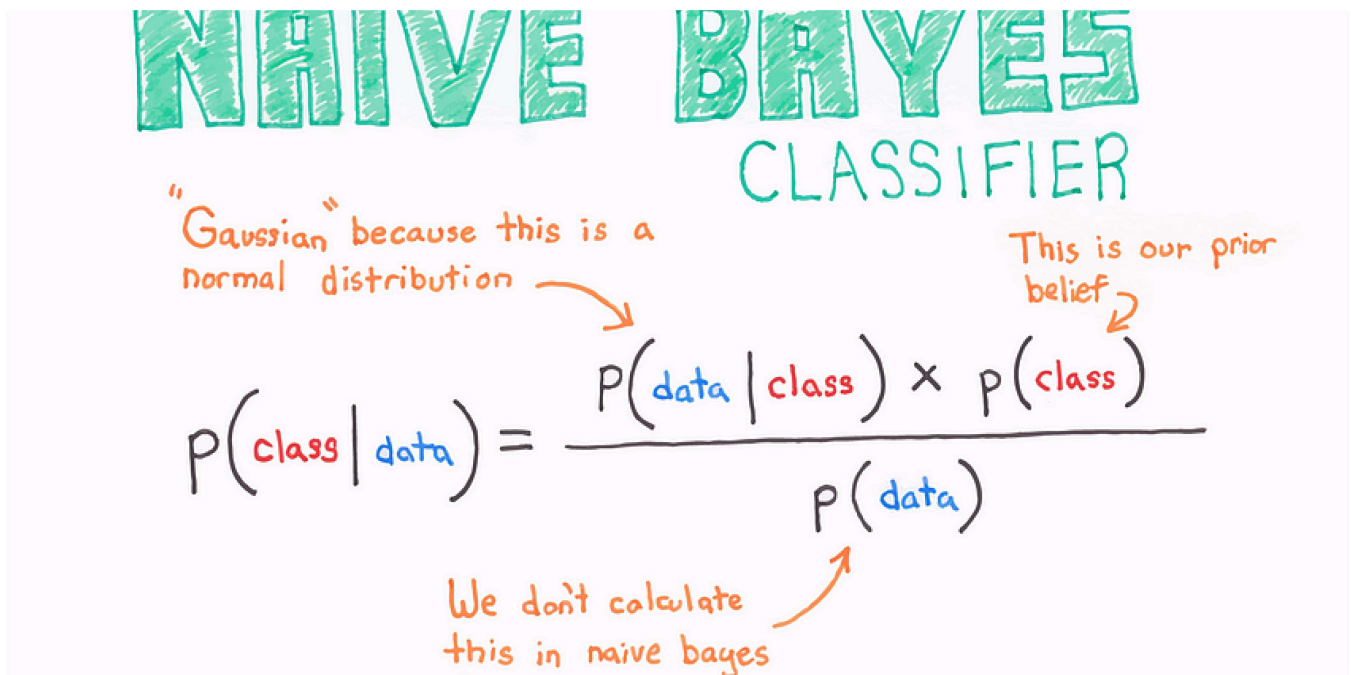 NAIVE BAYES
CLASSIFIER
"Gaussian" because this is a
normal distribution
This is our prior
belief
P(data | class) × P(class)
P(class | data) =
P(data)
We don't calculate
this in naive bayes